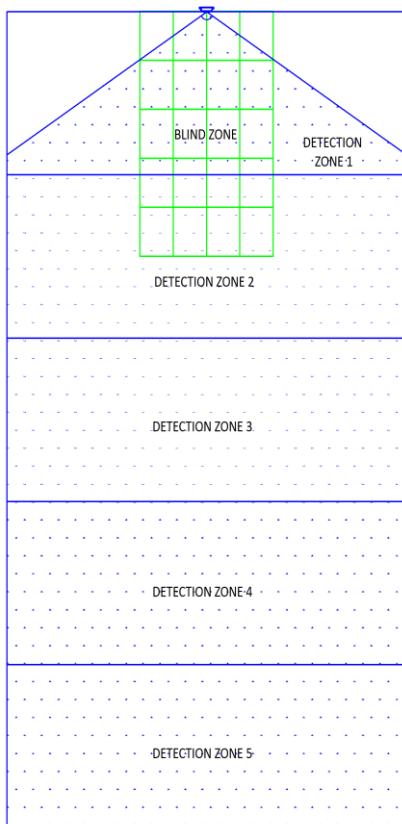 BLIND ZONE
DETECTION
ZONE 1
DETECTION ZONE 2
DETECTION ZONE 3
DETECTION ZONE 4
DETECTION ZONE 5